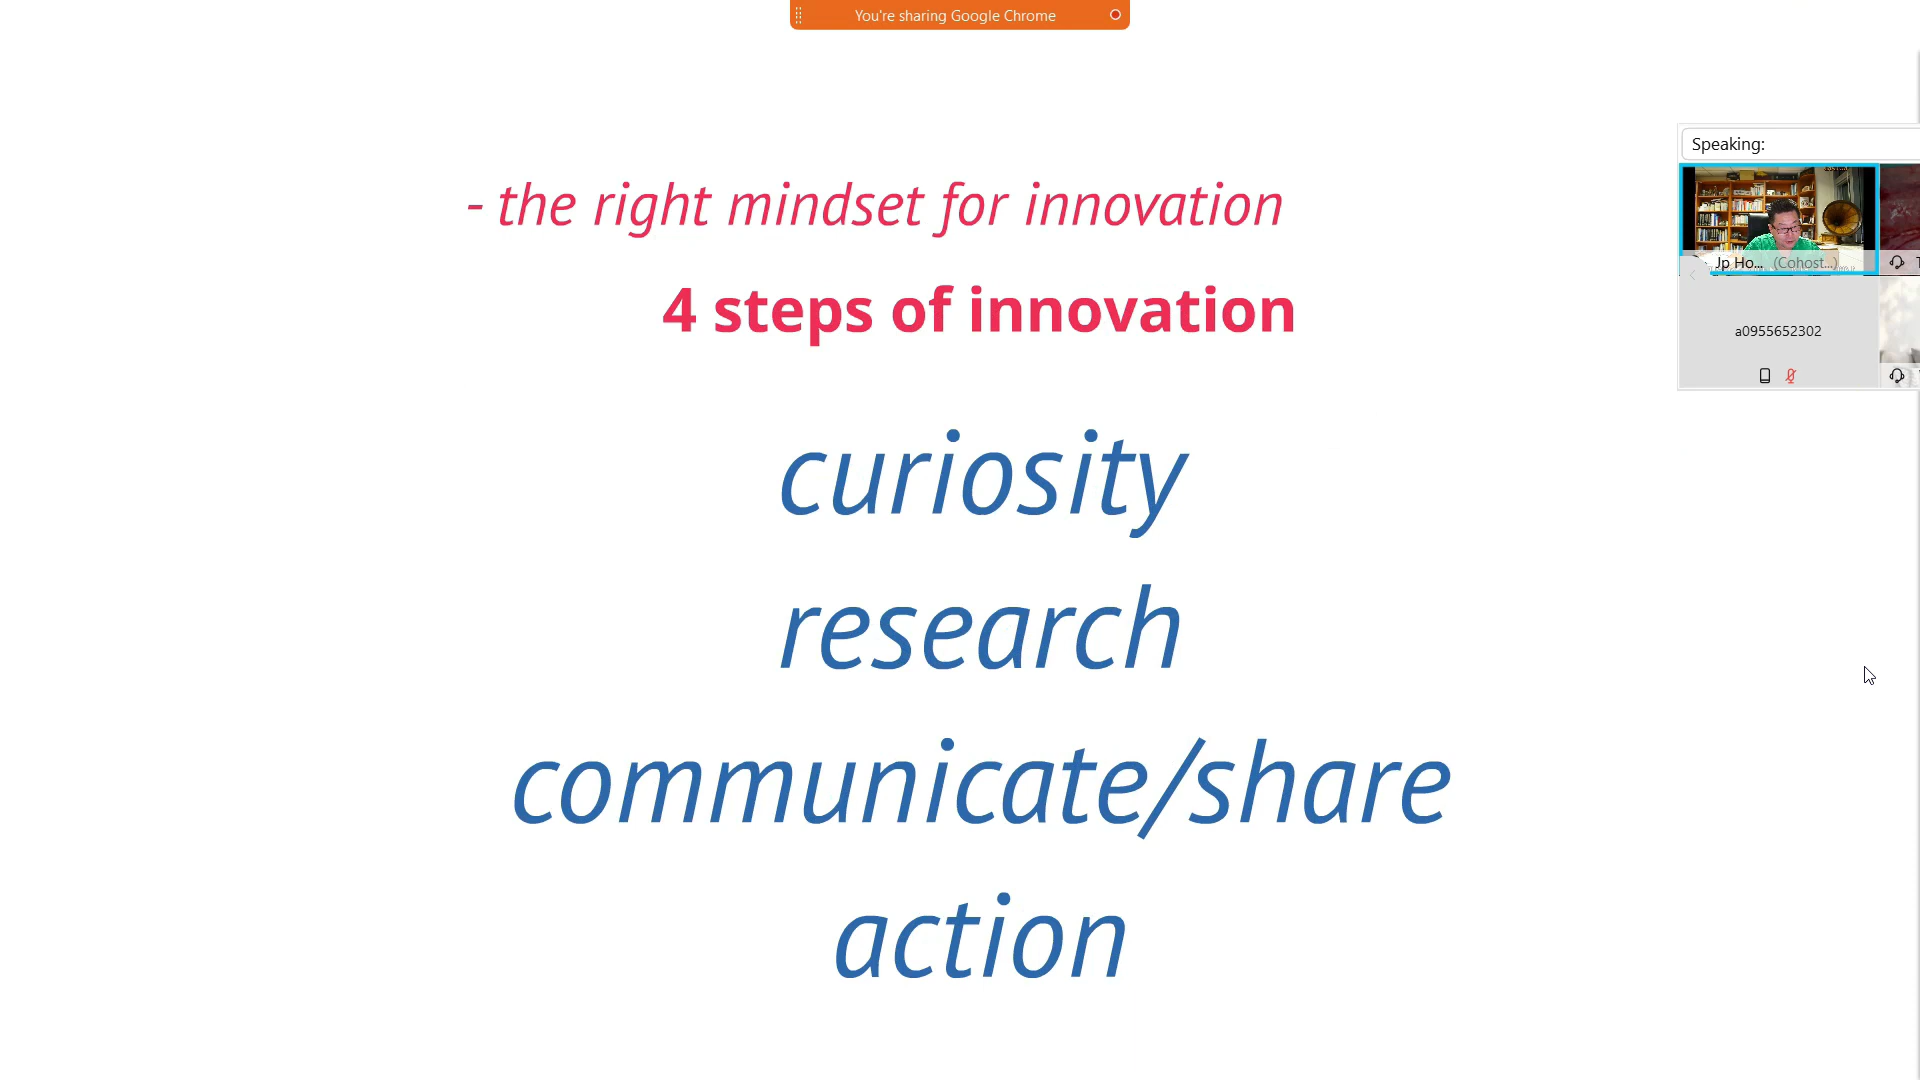 You're sharing Google Chrome
- the right mindset for innovation
4 steps of innovation
curiosity
research
communicate/share
action
Speaking:
Jp Ho... (Cohost...)
a0955652302